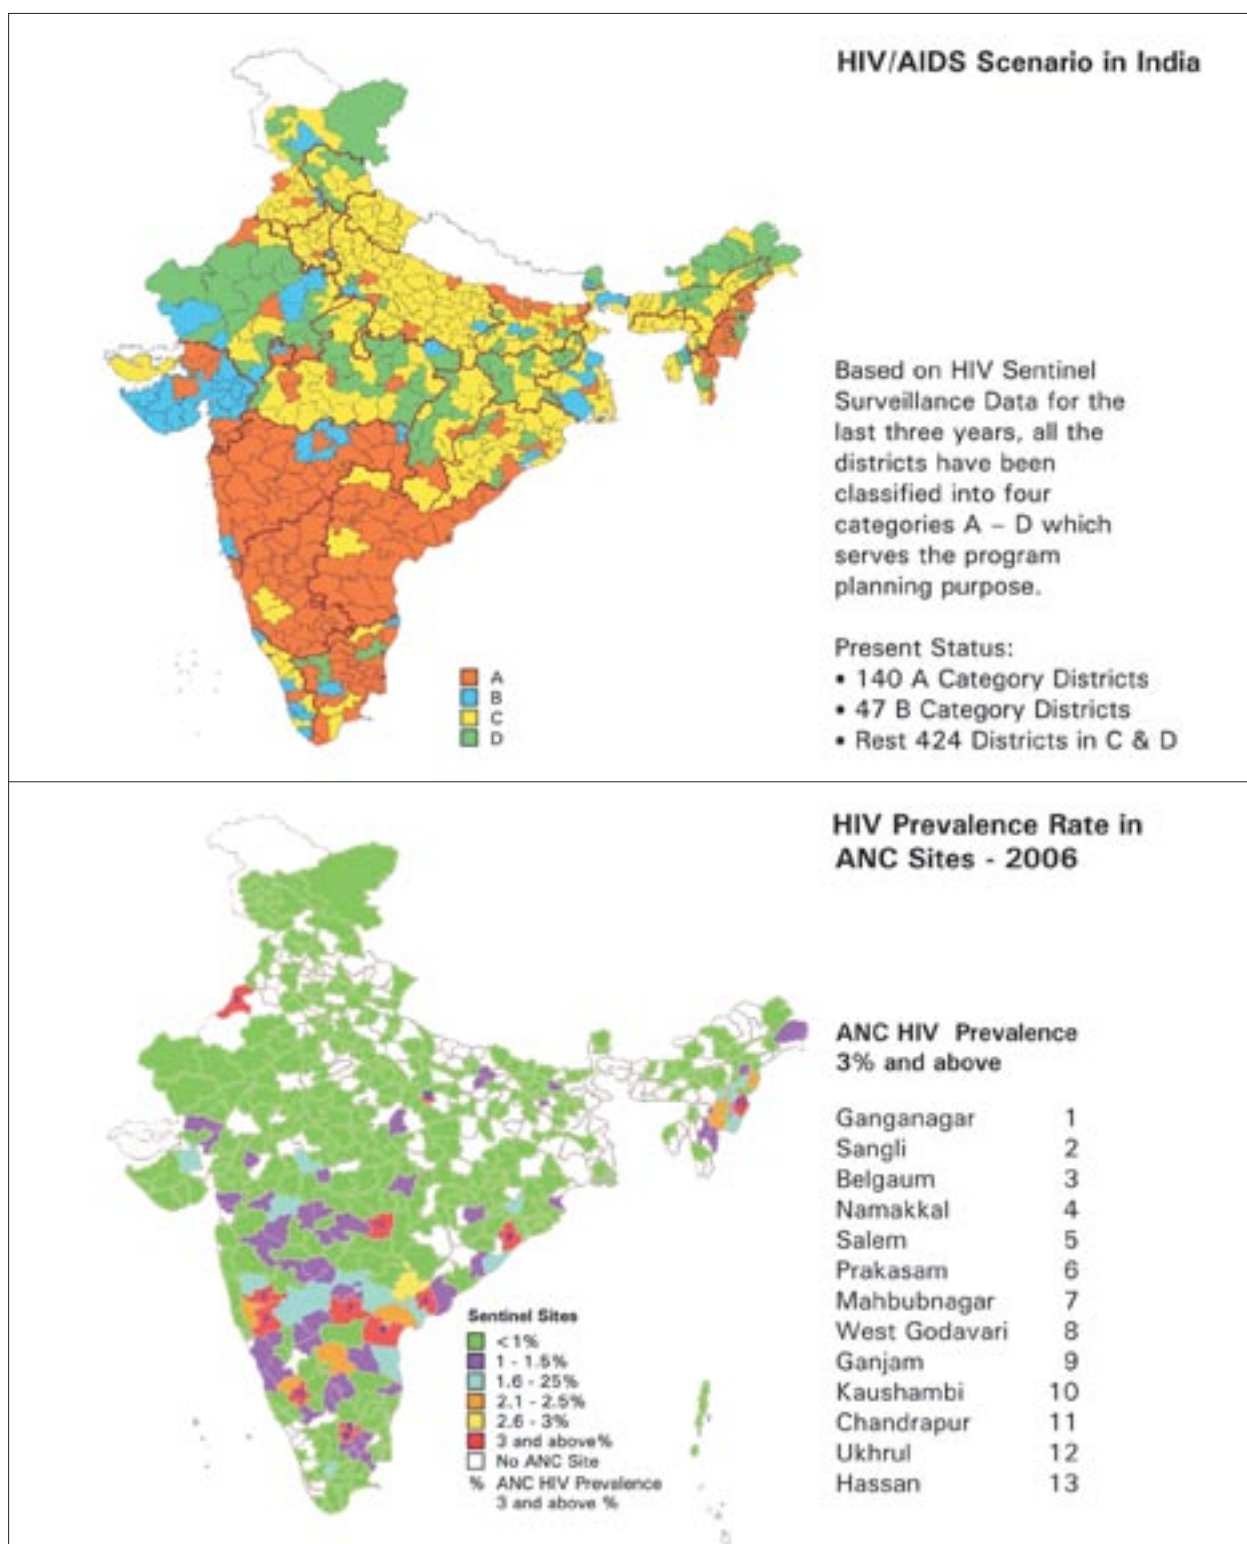 HIV/AIDS Scenario in India
Based on HIV Sentinel
Surveillance Data for the
last three years, all the
districts have been
classified into four
categories A – D which
serves the program
planning purpose.
Present Status:
• 140 A Category Districts
• 47 B Category Districts
• Rest 424 Districts in C & D
A
B
C
D
HIV Prevalence Rate in
ANC Sites - 2006
ANC HIV Prevalence
3% and above
Ganganagar 1
Sangli 2
Belgaum 3
Namakkal 4
Salem 5
Prakasam 6
Mahbubnagar 7
West Godavari 8
Ganjam 9
Kaushambi 10
Chandrapur 11
Ukhrul 12
Hassan 13
Sentinel Sites
<1%
1 - 1.5%
1.6 - 25%
2.1 - 2.5%
2.6 - 3%
3 and above%
No ANC Site
% ANC HIV Prevalence
3 and above %